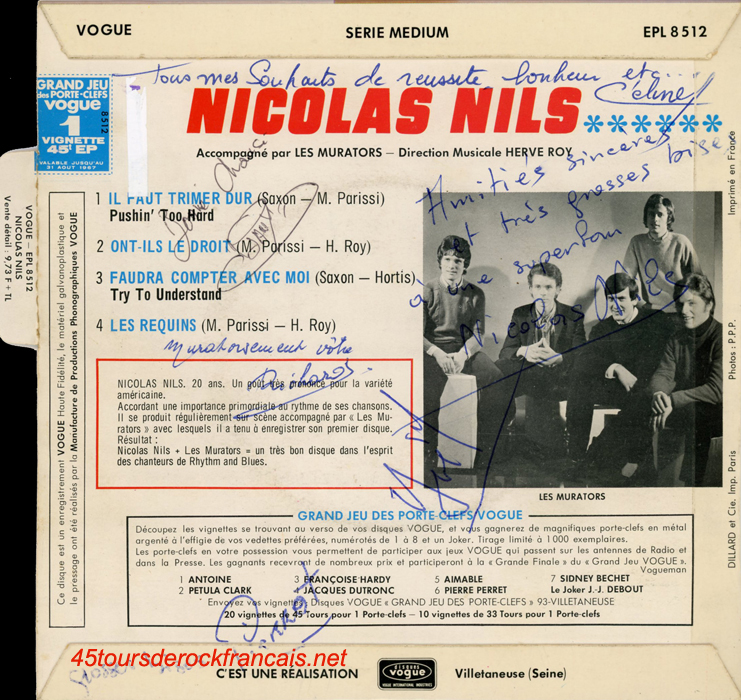 VOGUE SERIE MEDIUM EPL 8512
GRAND JEU
des PORTE-CLEFS
vogue
1
8512
VIGNETTE
45t EP
VALABLE JUSQU'AU
31 AOUT 1967
Tous mes Souhaits de reussite, bonheur etc...
Céline!
NICOLAS NILS******
Accompagné par LES MURATORS – Direction Musicale HERVE ROY
Amitiés sincères
et très grosses bises
à une superfan
Nicolas Nils
1 IL FAUT TRIMER DUR (Saxon – M. Parissi)
Pushin' Too Hard
2 ONT-ILS LE DROIT (M. Parissi – H. Roy)
3 FAUDRA COMPTER AVEC MOI (Saxon – Hortis)
Try To Understand
4 LES REQUINS (M. Parissi – H. Roy)
Muratorsement vôtre
NICOLAS NILS. 20 ans. Un goût très prononcé pour la variété
américaine.
Accordant une importance primordiale au rythme de ses chansons.
Il se produit régulièrement sur scène accompagné par « Les Mu-
rators » avec lesquels il a tenu à enregistrer son premier disque.
Résultat :
Nicolas Nils + Les Murators = un très bon disque dans l'esprit
des chanteurs de Rhythm and Blues.
LES MURATORS
GRAND JEU DES PORTE-CLEFS VOGUE
Découpez les vignettes se trouvant au verso de vos disques VOGUE, et vous gagnerez de magnifiques porte-clefs en métal
argenté à l'effigie de vos vedettes préférées, numérotés de 1 à 8 et un Joker. Tirage limité à 1000 exemplaires.
Les porte-clefs en votre possession vous permettent de participer aux jeux VOGUE qui passent sur les antennes de Radio et
dans la Presse. Les gagnants recevront de nombreux prix et participeront à la « Grande Finale » du « Grand Jeu VOGUE ».
Vogueman
1 ANTOINE 3 FRANÇOISE HARDY 5 AIMABLE 7 SIDNEY BECHET
2 PETULA CLARK 4 JACQUES DUTRONC 6 PIERRE PERRET Le Joker J.-J. DEBOUT
Envoyez vos vignettes Disques VOGUE « GRAND JEU DES PORTE-CLEFS » 93-VILLETANEUSE
20 vignettes de 45 Tours pour 1 Porte-clefs – 10 vignettes de 33 Tours pour 1 Porte-clefs
45toursderockfrancais.net
C'EST UNE RÉALISATION
disques
vogue
VOGUE INTERNATIONAL INDUSTRIES
Villetaneuse (Seine)
VOGUE – EPL 8512
NICOLAS NILS
Vente détail : 9,73 F + TL
Ce disque est un enregistrement VOGUE Haute Fidélité, le matériel galvanoplastique et
le pressage ont été réalisés par la Manufacture de Productions Phonographiques VOGUE
Imprimé en France
Photos : P.P.P.
DILLARD et Cie. Imp. Paris